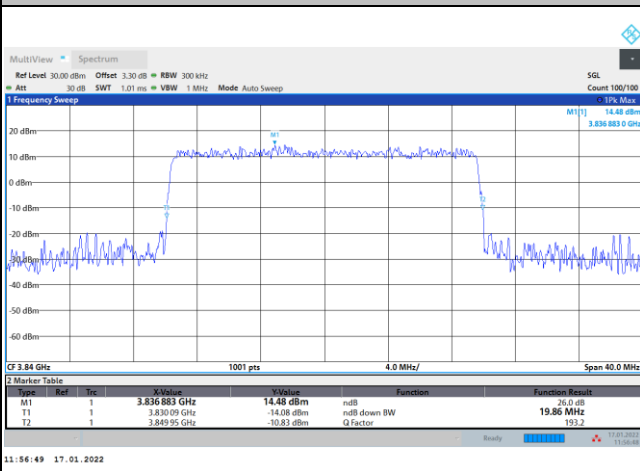 MultiView Spectrum
Ref Level 30.00 dBm Offset 3.30 dB RBW 300 kHz SGL
Att 30 dB SWT 1.01 ms VBW 1 MHz Mode Auto Sweep Count 100/100
1 Frequency Sweep 1Pk Max
M1[1] 14.48 dBm
3.836 883 0 GHz
M1
20 dBm
10 dBm
0 dBm
T1
T2
-10 dBm
-20 dBm
-30 dBm
-40 dBm
-50 dBm
-60 dBm
CF 3.84 GHz 1001 pts 4.0 MHz/ Span 40.0 MHz
2 Marker Table
Type Ref Trc X-Value Y-Value Function Function Result
M1 1 3.836 883 GHz 14.48 dBm ndB 26.0 dB
T1 1 3.830 09 GHz -14.08 dBm ndB down BW 19.86 MHz
T2 1 3.849 95 GHz -10.83 dBm Q Factor 193.2
Ready 17.01.2022
11:56:48
11:56:49 17.01.2022